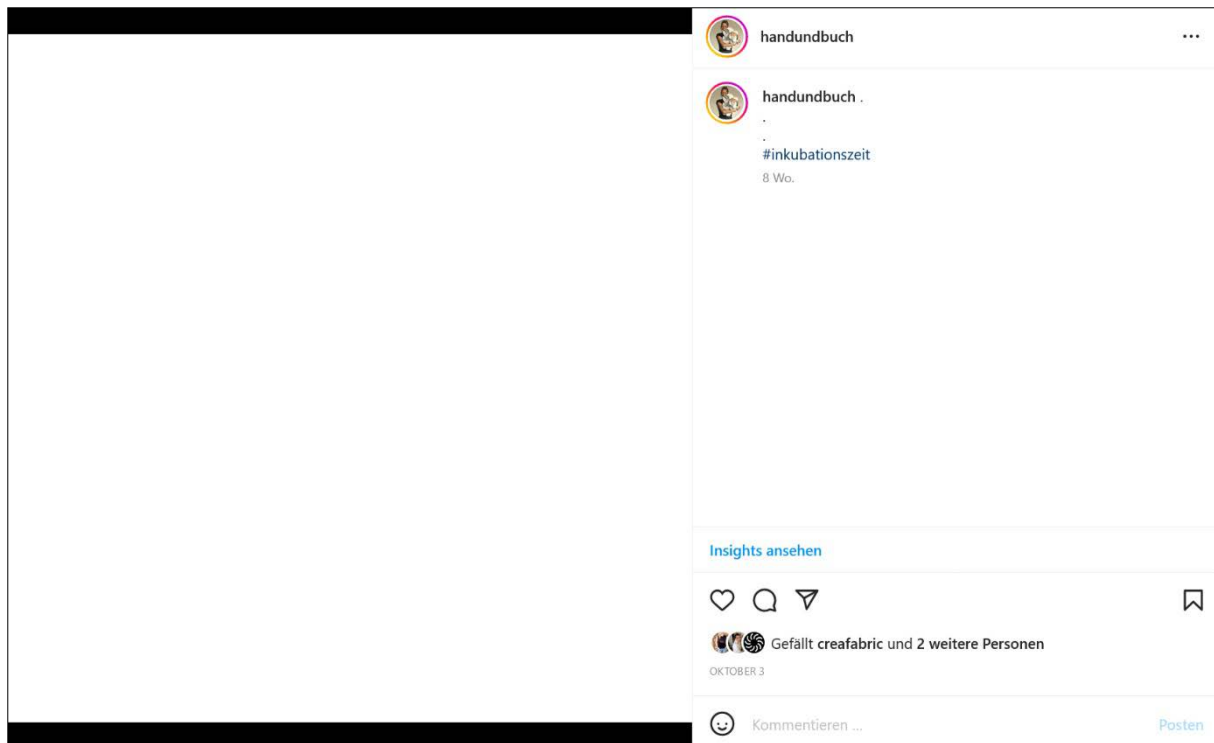 handundbuch
handundbuch .
.
.
#inkubationszeit
8 Wo.
Insights ansehen
Gefällt creafabric und 2 weitere Personen
OKTOBER 3
Kommentieren ...
Posten